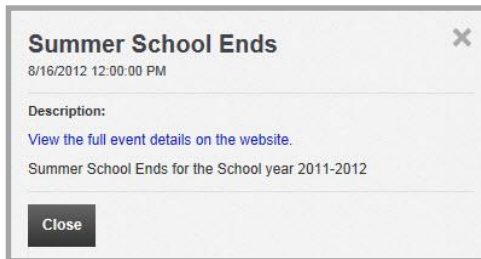 Summer School Ends
8/16/2012 12:00:00 PM
Description:
View the full event details on the website.
Summer School Ends for the School year 2011-2012
Close